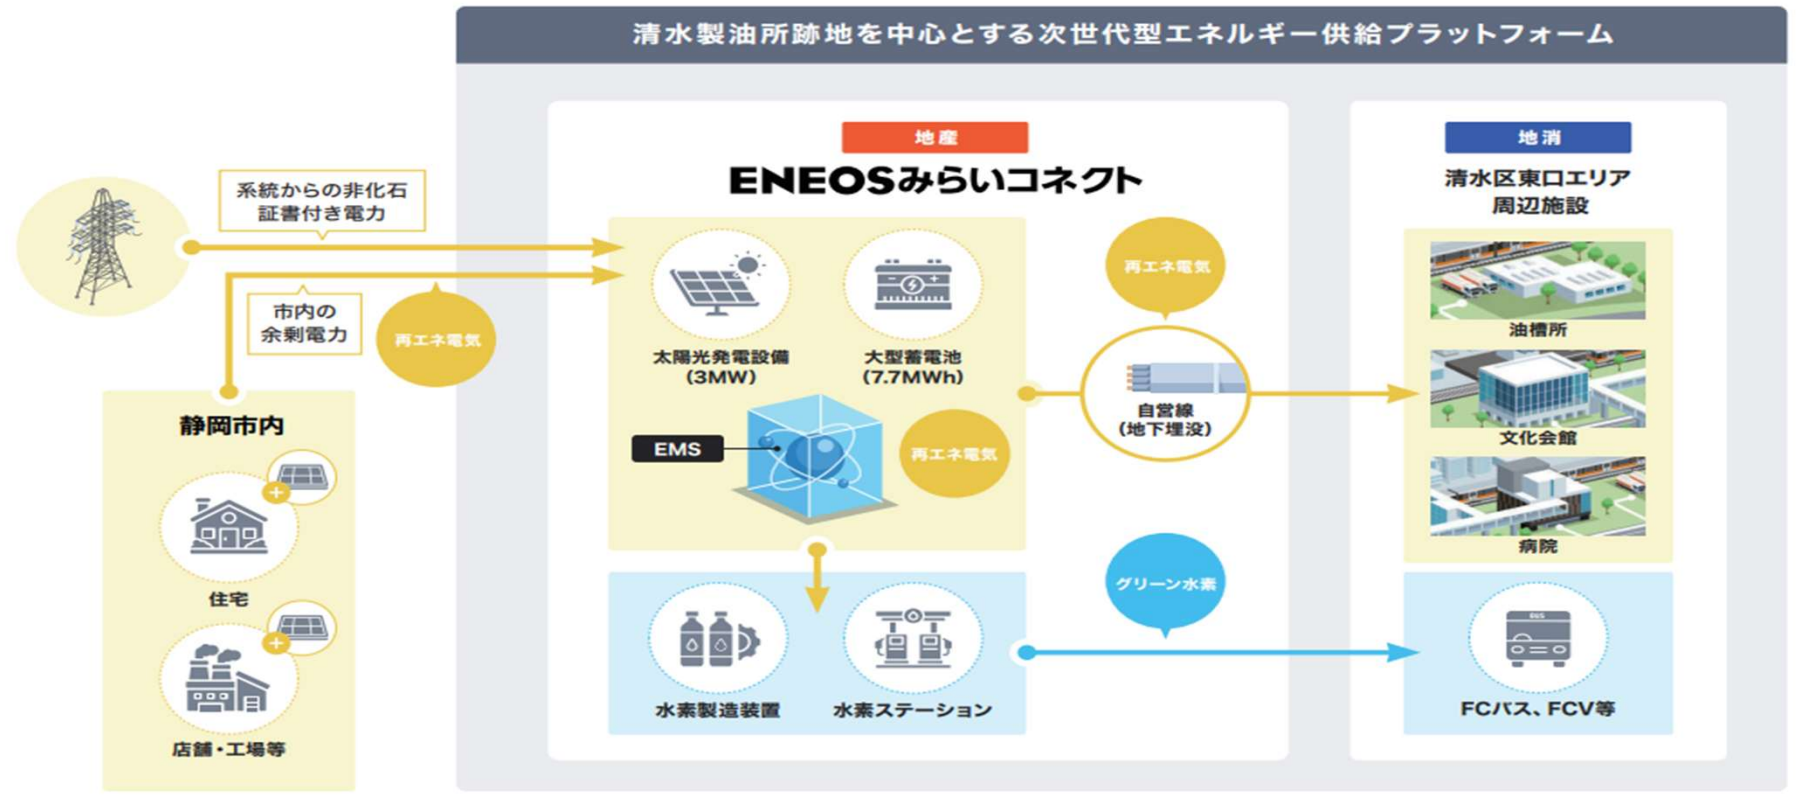 清水製油所跡地を中心とする次世代型エネルギー供給プラットフォーム
系統からの非化石
証書付き電力
市内の
余剰電力
再エネ電気
静岡市内
住宅
店舗・工場等
地産
ENEOSみらいコネクト
太陽光発電設備
(3MW)
大型蓄電池
(7.7MWh)
EMS
再エネ電気
水素製造装置
水素ステーション
再エネ電気
自営線
(地下埋没)
グリーン水素
地消
清水区東口エリア
周辺施設
油槽所
文化会館
病院
BUS
FCバス、FCV等